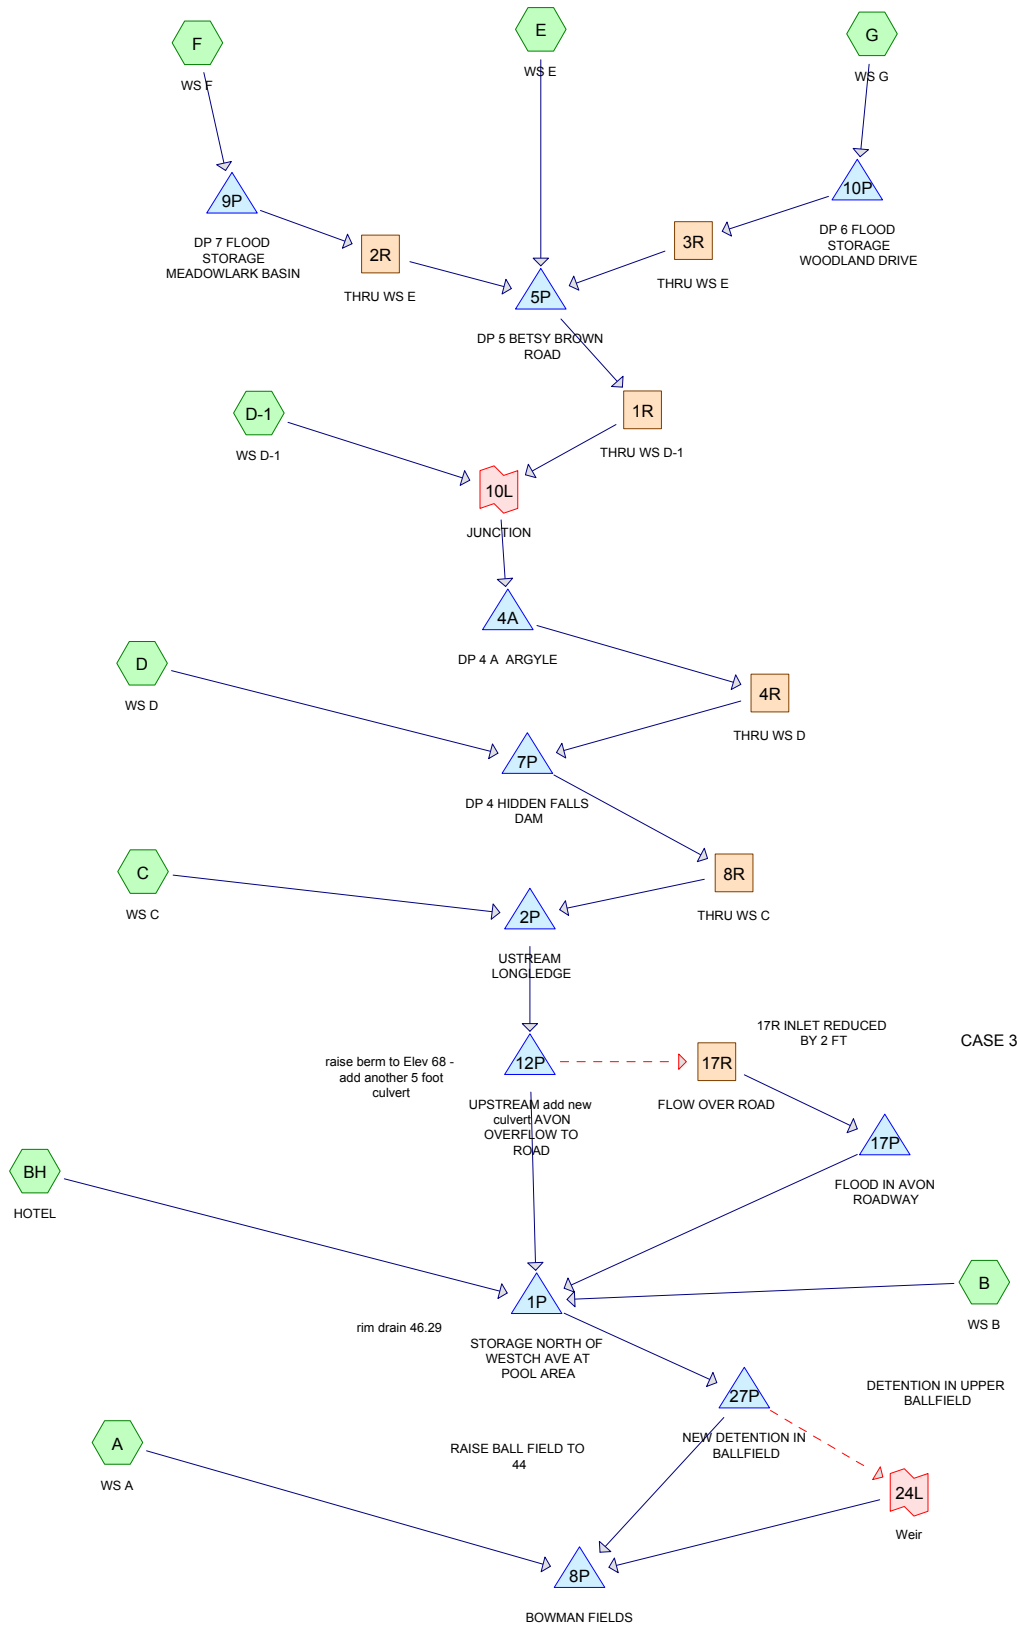 F
E
G
WS F
WS E
WS G
9P
10P
DP 7 FLOOD
STORAGE
MEADOWLARK BASIN
2R
THRU WS E
3R
THRU WS E
DP 6 FLOOD
STORAGE
WOODLAND DRIVE
5P
DP 5 BETSY BROWN
ROAD
D-1
WS D-1
1R
THRU WS D-1
10L
JUNCTION
4A
DP 4 A  ARGYLE
D
WS D
4R
THRU WS D
7P
DP 4 HIDDEN FALLS
DAM
C
WS C
8R
THRU WS C
2P
USTREAM
LONGLEDGE
17R INLET REDUCED
BY 2 FT
CASE 3
raise berm to Elev 68 -
add another 5 foot
culvert
12P
UPSTREAM add new
culvert AVON
OVERFLOW TO
ROAD
17R
FLOW OVER ROAD
17P
FLOOD IN AVON
ROADWAY
BH
HOTEL
B
WS B
1P
rim drain 46.29
STORAGE NORTH OF
WESTCH AVE AT
POOL AREA
27P
NEW DETENTION IN
BALLFIELD
DETENTION IN UPPER
BALLFIELD
A
WS A
RAISE BALL FIELD TO
44
24L
Weir
8P
BOWMAN FIELDS